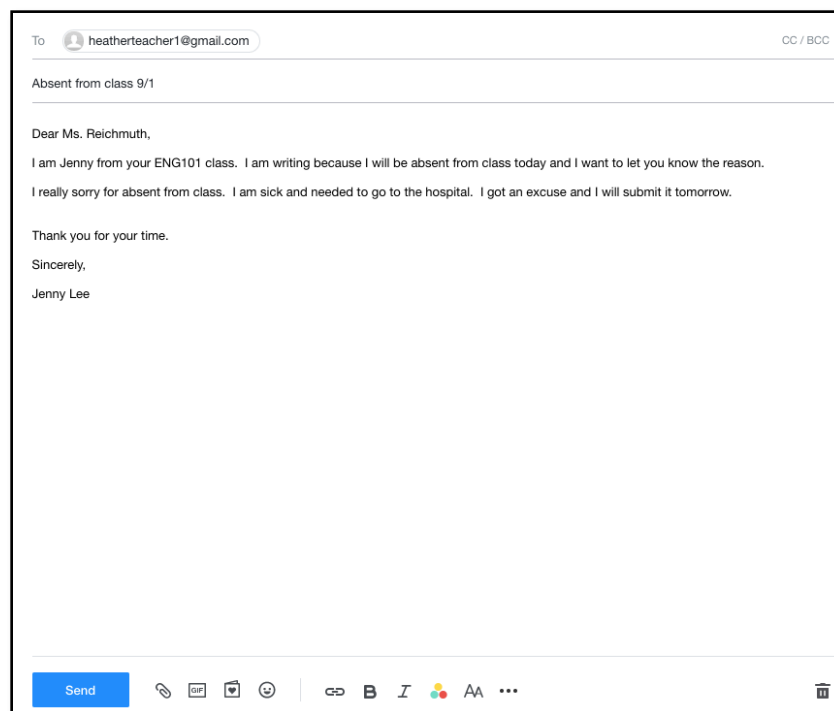 To heatherteacher1@gmail.com CC / BCC
Absent from class 9/1
Dear Ms. Reichmuth,
I am Jenny from your ENG101 class.  I am writing because I will be absent from class today and I want to let you know the reason.
I really sorry for absent from class.  I am sick and needed to go to the hospital.  I got an excuse and I will submit it tomorrow.
Thank you for your time.
Sincerely,
Jenny Lee
Send GIF B I AA